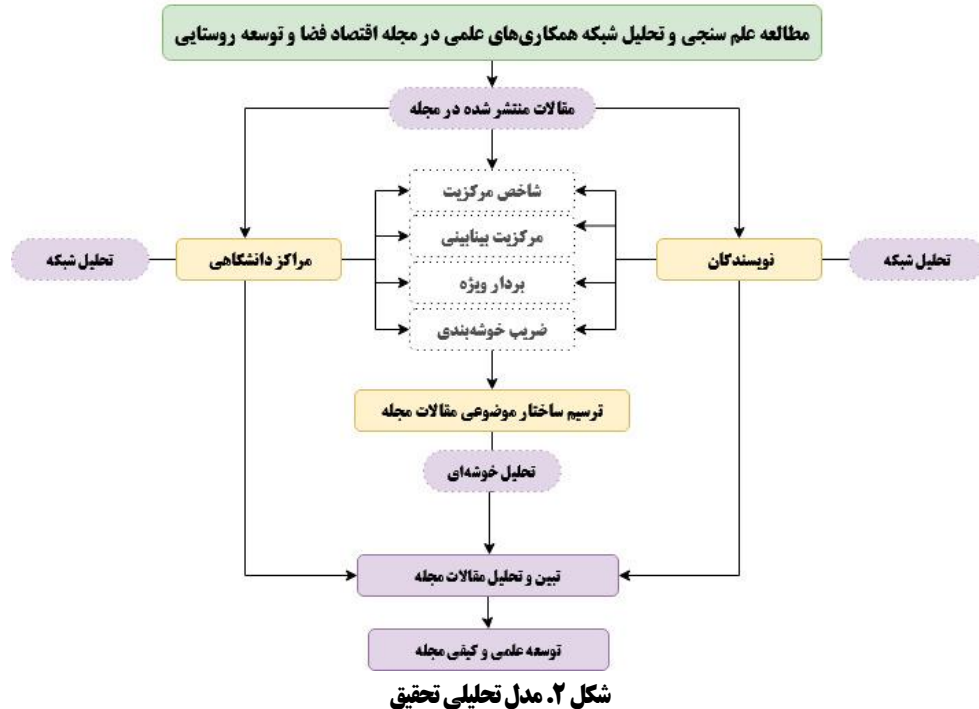 مطالعه علم سنجی و تحلیل شبکه همکاری‌های علمی در مجله اقتصاد فضا و توسعه روستایی
مقالات منتشر شده در مجله
شاخص مرکزیت
مرکزیت بینابینی
نویسندگان
تحلیل شبکه
مراکز دانشگاهی
تحلیل شبکه
بردار ویژه
ضریب خوشه‌بندی
ترسیم ساختار موضوعی مقالات مجله
تحلیل خوشه‌ای
تبین و تحلیل مقالات مجله
توسعه علمی و کیفی مجله
شکل ۲. مدل تحلیلی تحقیق